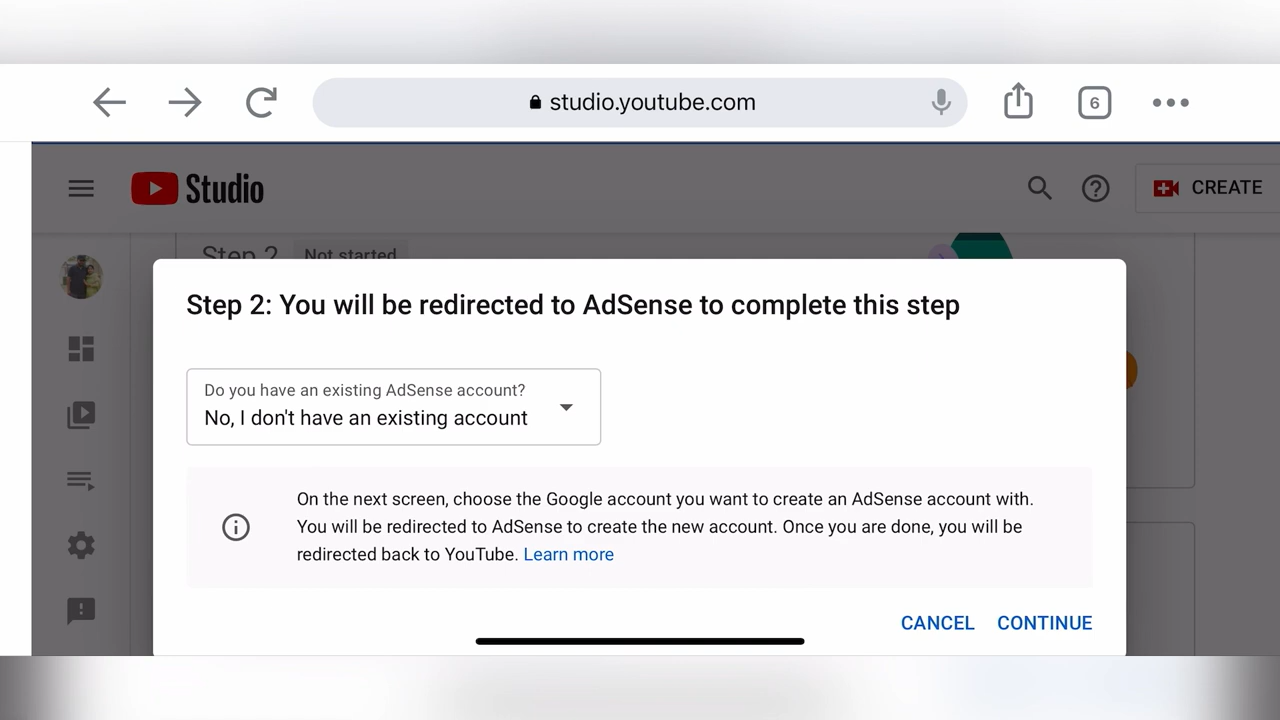 studio.youtube.com
6
Studio
CREATE
Step 2
Not started
Step 2: You will be redirected to AdSense to complete this step
Do you have an existing AdSense account?
No, I don't have an existing account
On the next screen, choose the Google account you want to create an AdSense account with.
You will be redirected to AdSense to create the new account. Once you are done, you will be
redirected back to YouTube. Learn more
CANCEL
CONTINUE